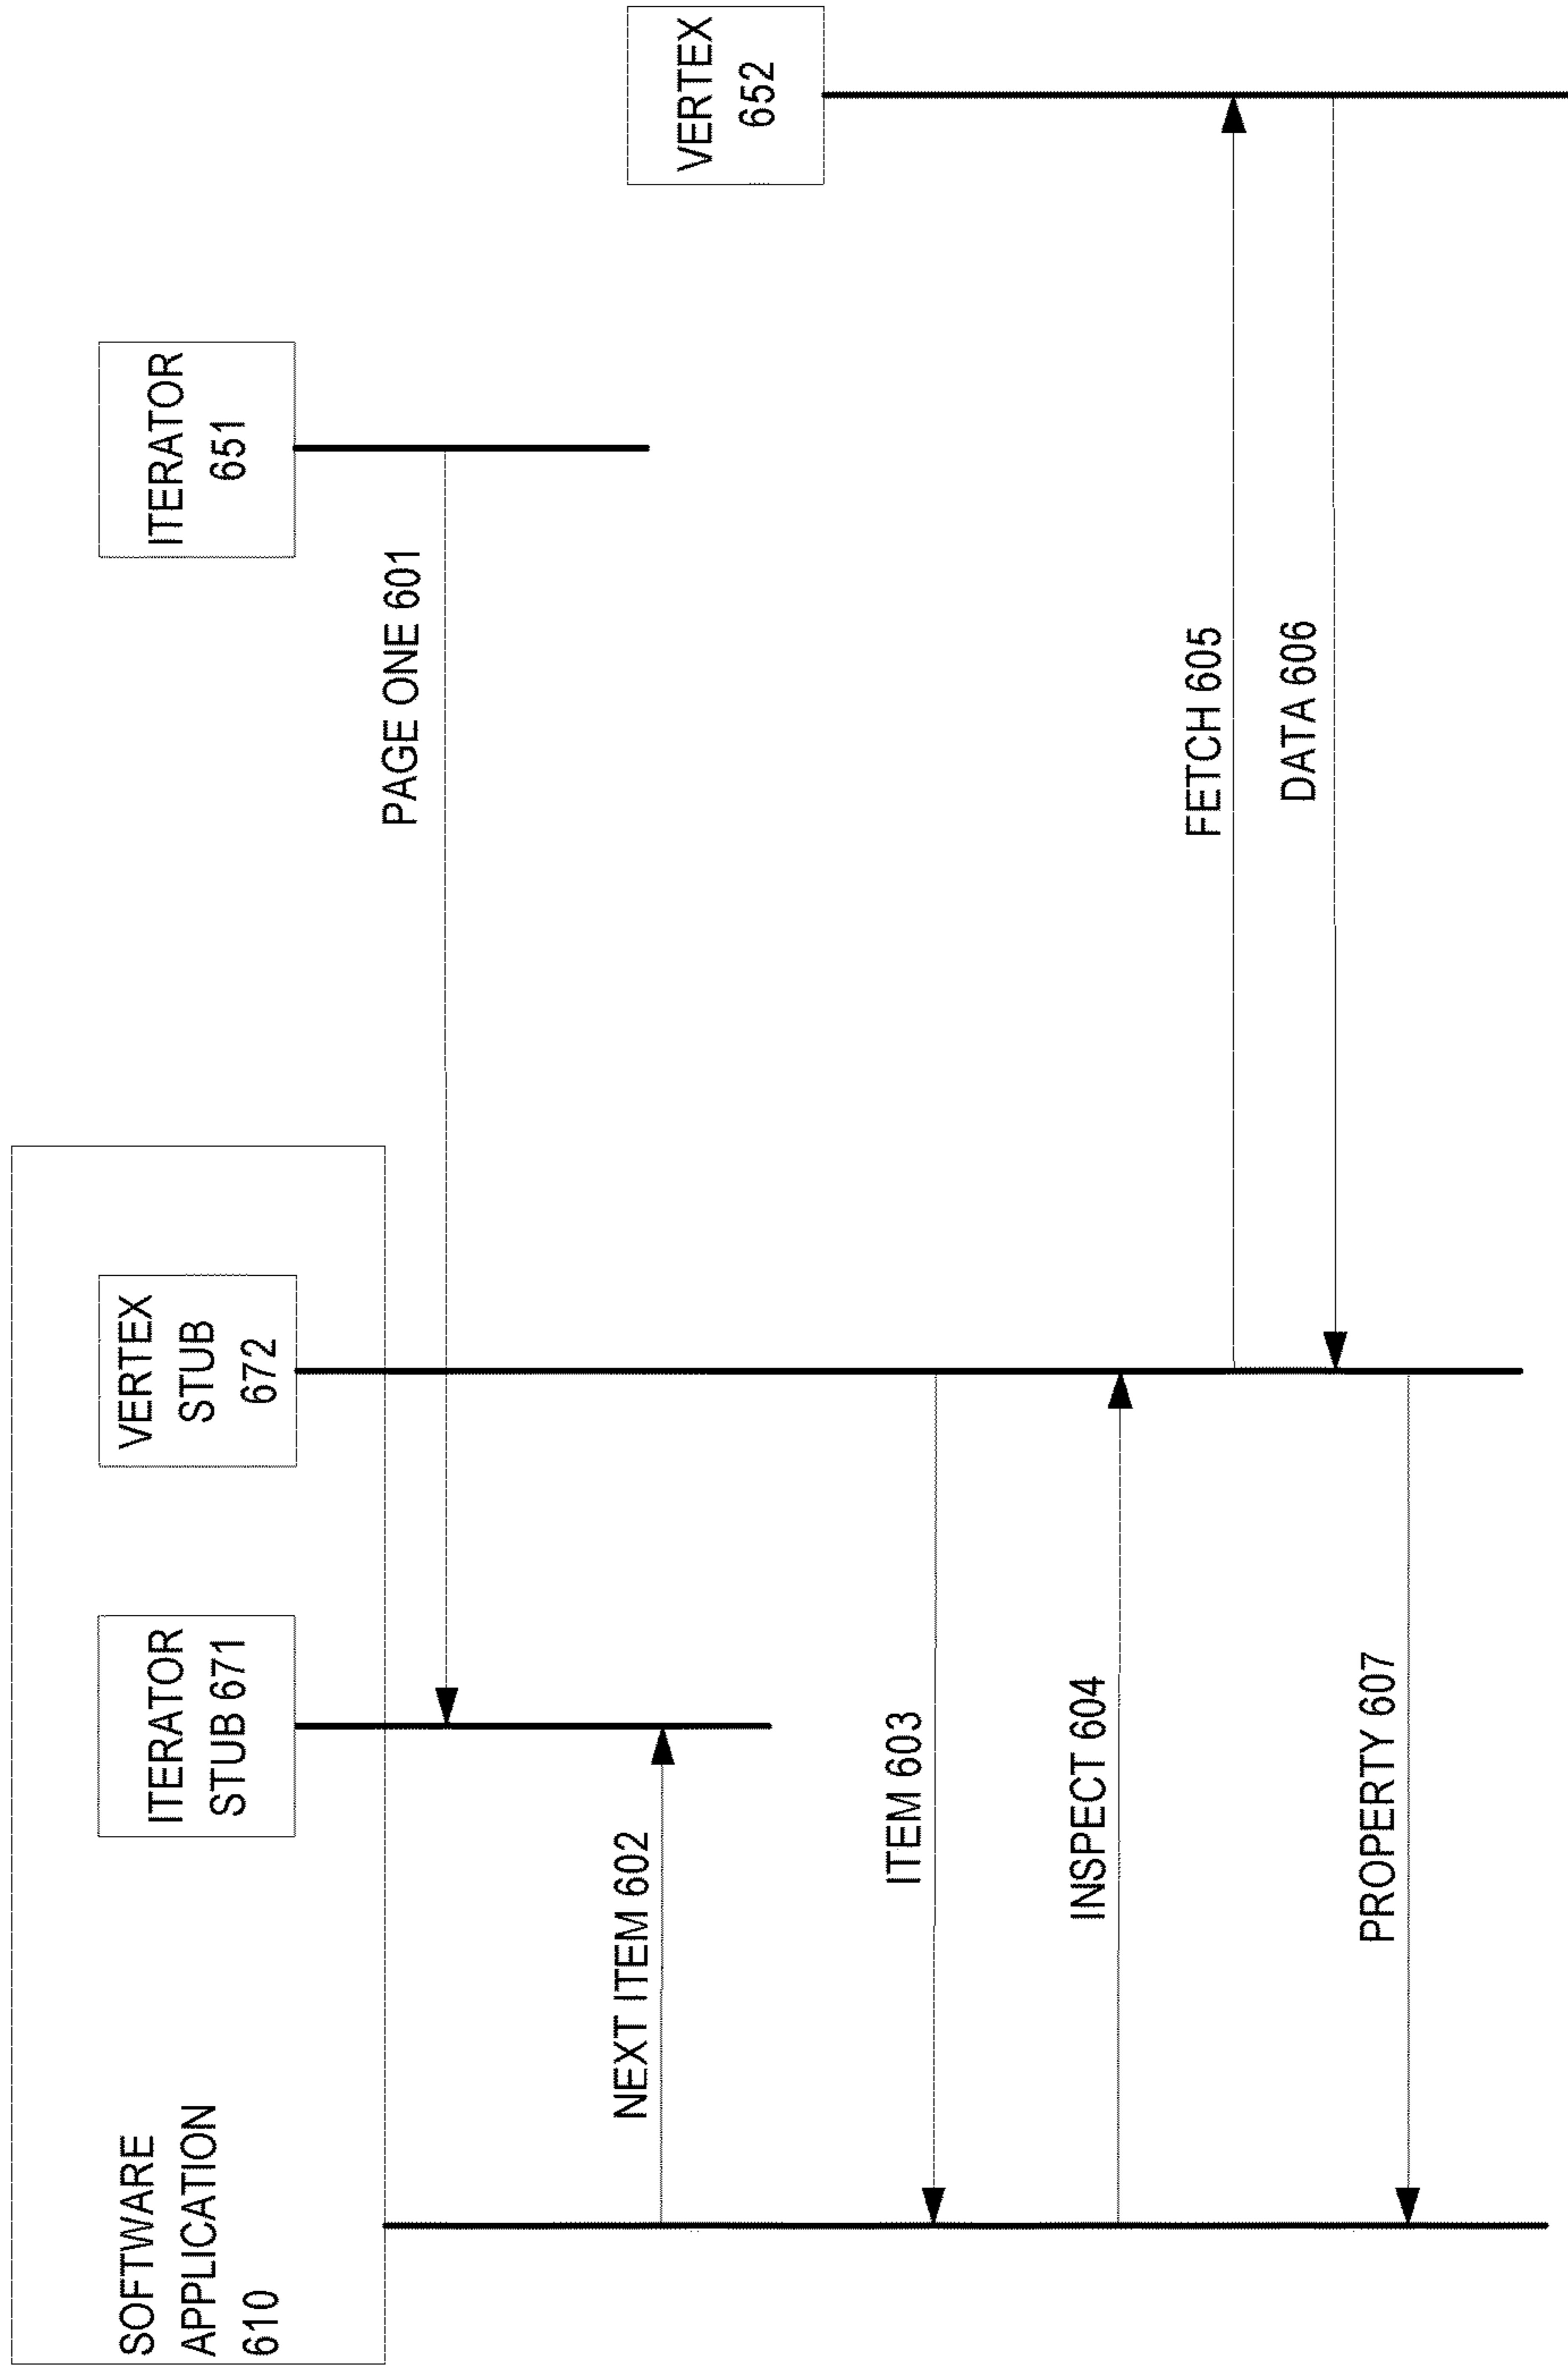 SOFTWARE
APPLICATION
610
ITERATOR
STUB 671
VERTEX
STUB
672
ITERATOR
651
VERTEX
652
PAGE ONE 601
NEXT ITEM 602
ITEM 603
INSPECT 604
FETCH 605
DATA 606
PROPERTY 607